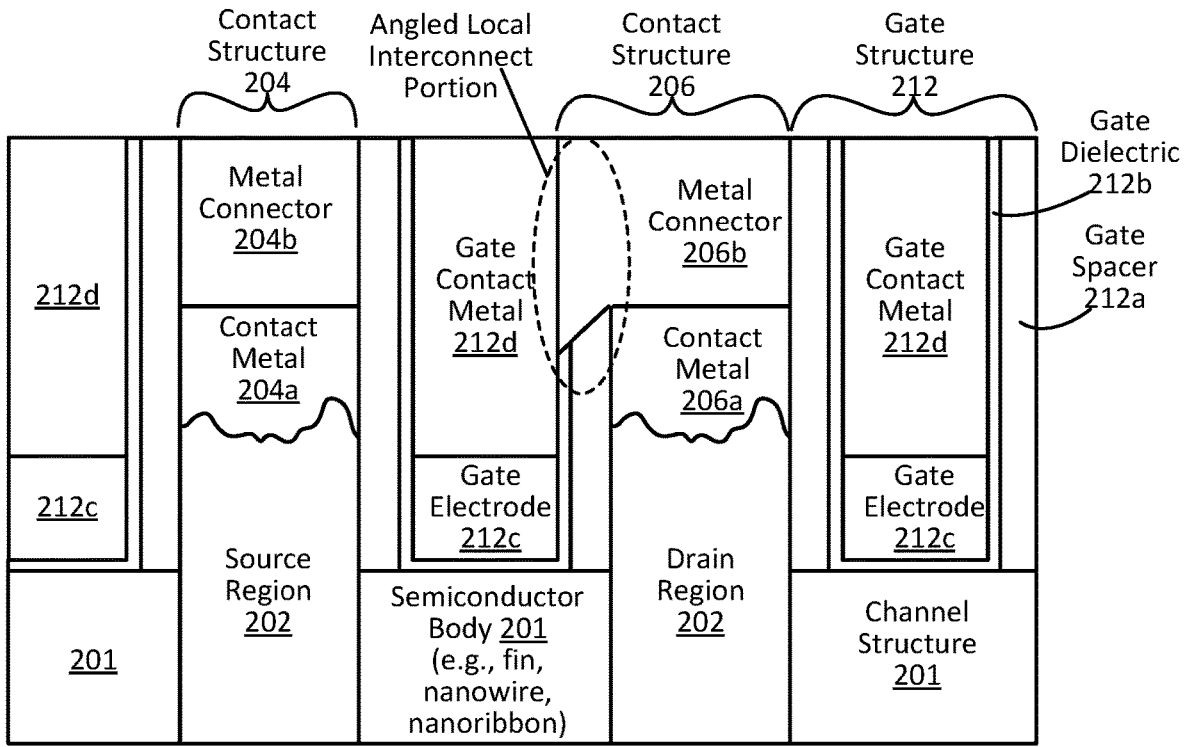 Contact
Structure
204
Angled Local
Interconnect
Portion
Contact
Structure
206
Gate
Structure
212
Gate
Dielectric
212b
Gate
Spacer
212a
212d
212c
201
Metal
Connector
204b
Contact
Metal
204a
Source
Region
202
Gate
Contact
Metal
212d
Gate
Electrode
212c
Semiconductor
Body 201
(e.g., fin,
nanowire,
nanoribbon)
Metal
Connector
206b
Contact
Metal
206a
Drain
Region
202
Gate
Contact
Metal
212d
Gate
Electrode
212c
Channel
Structure
201